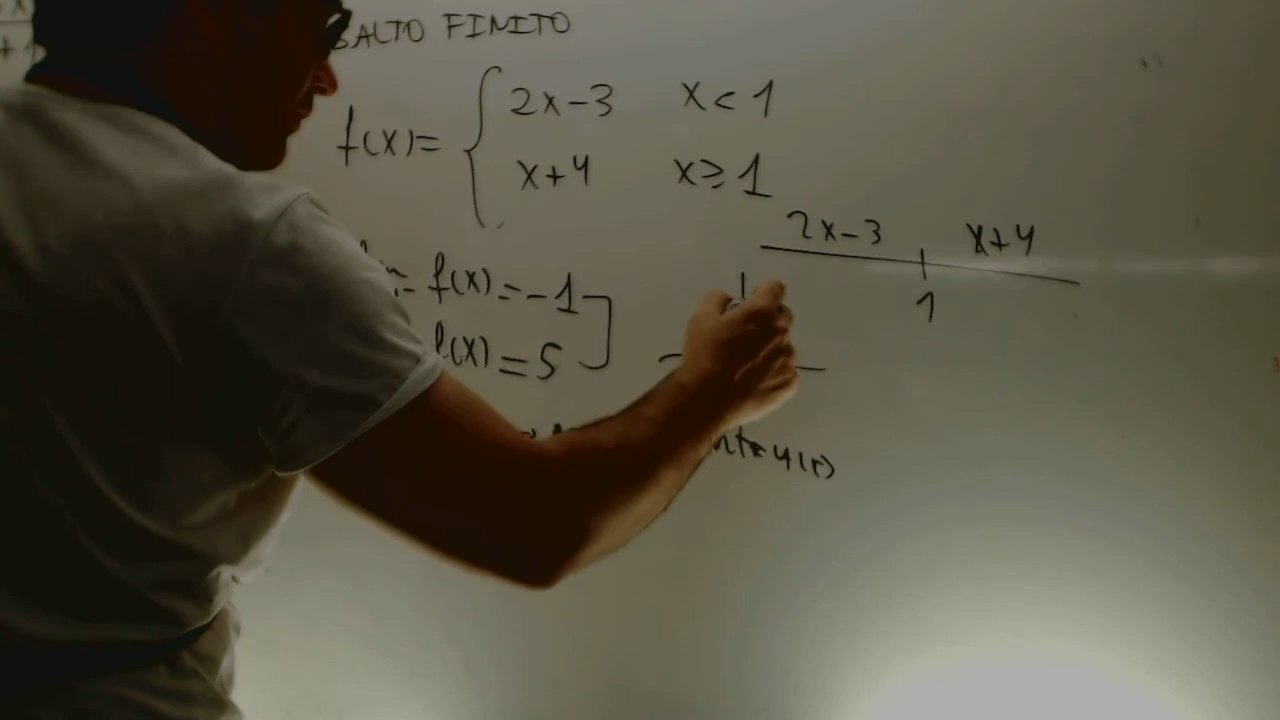 SALTO FINITO
f(x)= { 2x-3 x<1
x+4 x≥1
2x-3 x+4
1
f(x)=-1
f(x)=5